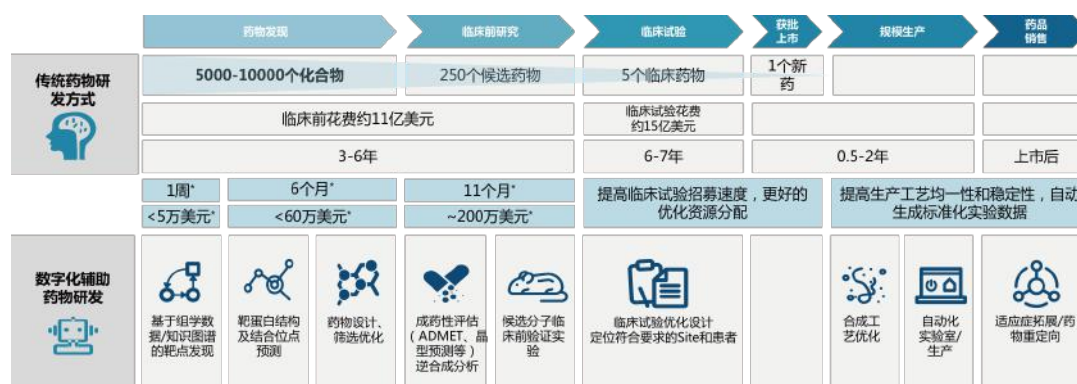 药物发现
临床前研究
临床试验
获批
上市
规模生产
药品
销售
传统药物研
发方式
5000-10000个化合物
250个候选药物
5个临床药物
1个新
药
临床前花费约11亿美元
临床试验花费
约15亿美元
3-6年
6-7年
0.5-2年
上市后
1周*
6个月*
11个月*
<5万美元*
<60万美元*
~200万美元*
提高临床试验招募速度，更好的
优化资源分配
提高生产工艺均一性和稳定性，自动
生成标准化实验数据
数字化辅助
药物研发
基于组学数
据/知识图谱
的靶点发现
靶蛋白结构
及结合位点
预测
药物设计、
筛选优化
成药性评估
（ADMET、晶
型预测等）
逆合成分析
候选分子临
床前验证实
验
临床试验优化设计
定位符合要求的Site和患者
合成工
艺优化
自动化
实验室/
生产
适应症拓展/药
物重定向